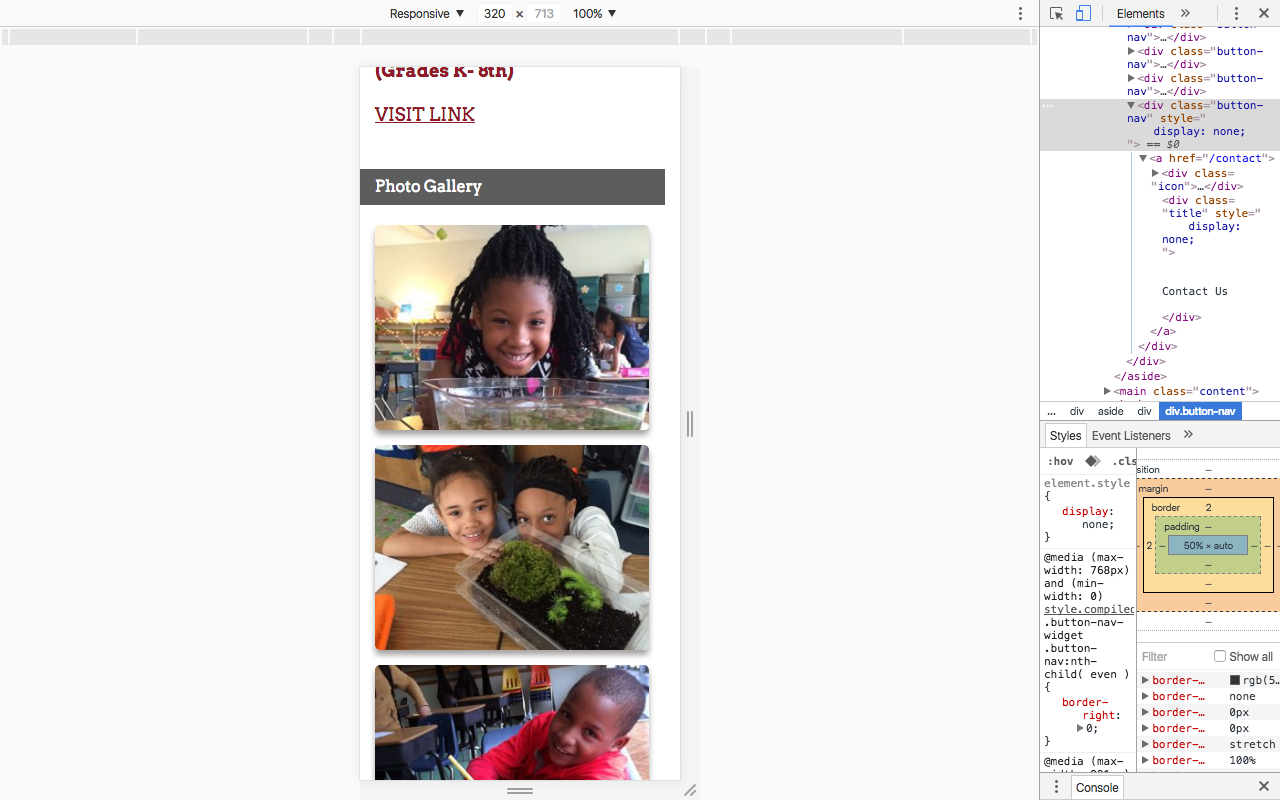 Responsive ▼ 320 × 713 100% ▼
(Grades K- 8th)
VISIT LINK
Photo Gallery
Elements
nav">…</div>
<div class="button-
nav">…</div>
<div class="button-
nav">…</div>
<div class="button-
nav" style="
display: none;
"> == $0
<a href="/contact">
<div class=
"icon">…</div>
<div class=
"title" style="
display:
none;
">
Contact Us
</div>
</a>
</div>
</div>
</aside>
<main class="content">
... div aside div div.button-nav
Styles Event Listeners
:hov .cls
element.style
{
display:
none;
}
@media (max-
width: 768px)
and (min-
width: 0)
style.compiled
.button-nav-
widget
.button-
nav:nth-
child( even )
{
border-
right:
0;
}
@media (max-
sition –
margin –
border 2
padding –
2 – 50% × auto – –
–
–
–
–
Filter Show all
border-… rgb(5…
border-… none
border-… 0px
border-… 0px
border-… stretch
border-… 100%
Console